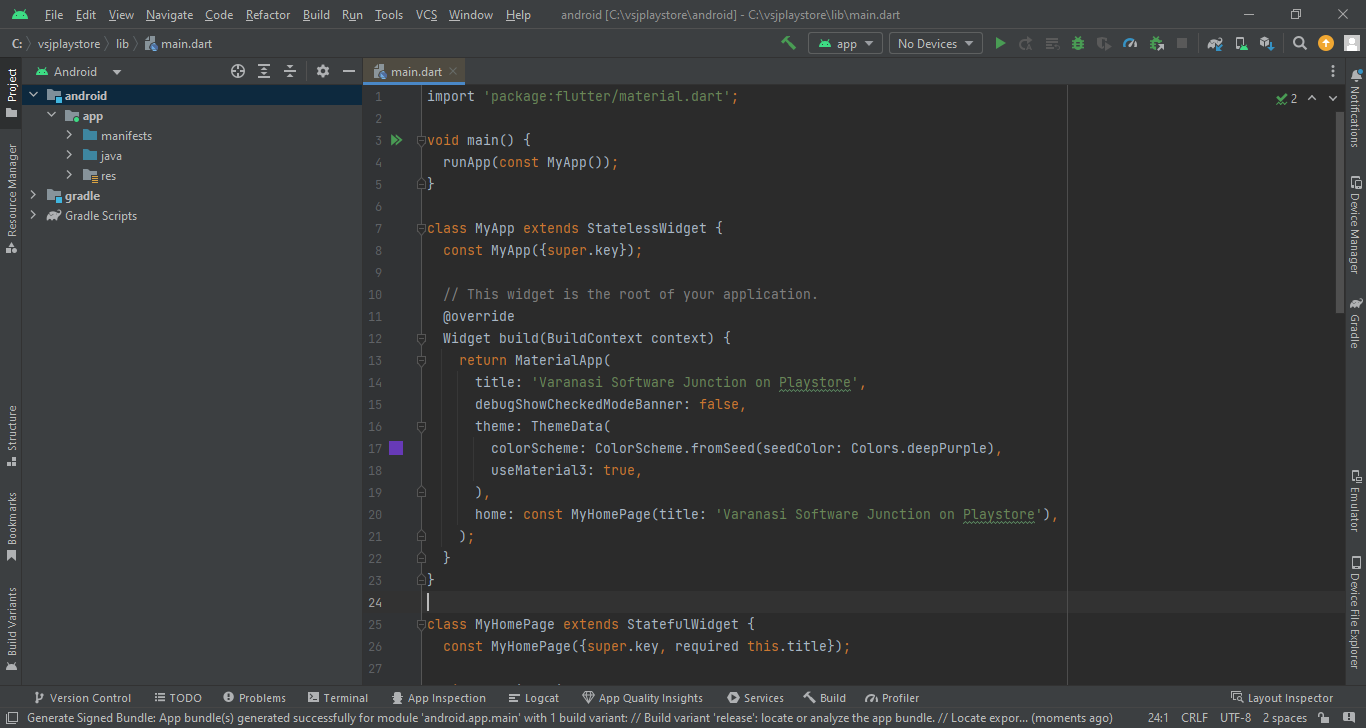 File Edit View Navigate Code Refactor Build Run Tools VCS Window Help android [C:\vsjplaystore\android] - C:\vsjplaystore\lib\main.dart
C: vsjplaystore lib main.dart app No Devices
Project
Android
main.dart
android
app
manifests
java
res
gradle
Gradle Scripts
Resource Manager
Structure
Bookmarks
Build Variants
1 import 'package:flutter/material.dart';
2
3 void main() {
4 runApp(const MyApp());
5 }
6
7 class MyApp extends StatelessWidget {
8 const MyApp({super.key});
9
10 // This widget is the root of your application.
11 @override
12 Widget build(BuildContext context) {
13 return MaterialApp(
14 title: 'Varanasi Software Junction on Playstore',
15 debugShowCheckedModeBanner: false,
16 theme: ThemeData(
17 colorScheme: ColorScheme.fromSeed(seedColor: Colors.deepPurple),
18 useMaterial3: true,
19 ),
20 home: const MyHomePage(title: 'Varanasi Software Junction on Playstore'),
21 );
22 }
23 }
24
25 class MyHomePage extends StatefulWidget {
26 const MyHomePage({super.key, required this.title});
27
2
Notifications
Device Manager
Gradle
Emulator
Device File Explorer
Version Control TODO Problems Terminal App Inspection Logcat App Quality Insights Services Build Profiler Layout Inspector
Generate Signed Bundle: App bundle(s) generated successfully for module 'android.app.main' with 1 build variant: // Build variant 'release': locate or analyze the app bundle. // Locate expor... (moments ago) 24:1 CRLF UTF-8 2 spaces